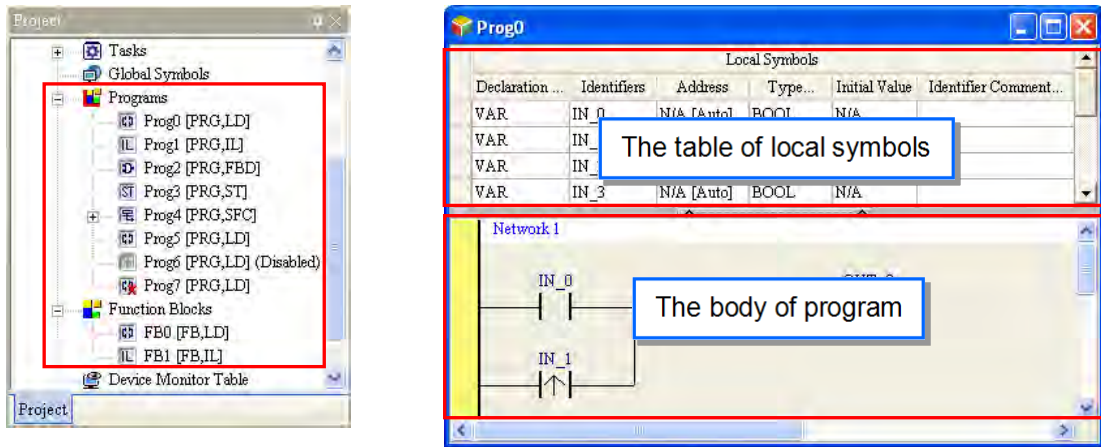 Project
Tasks
Global Symbols
Programs
Prog0 [PRG,LD]
Prog1 [PRG,IL]
Prog2 [PRG,FBD]
Prog3 [PRG,ST]
Prog4 [PRG,SFC]
Prog5 [PRG,LD]
Prog6 [PRG,LD] (Disabled)
Prog7 [PRG,LD]
Function Blocks
FB0 [FB,LD]
FB1 [FB,IL]
Device Monitor Table
Project
Prog0
Local Symbols
Declaration ... Identifiers Address Type... Initial Value Identifier Comment...
VAR IN_0 N/A [Auto] BOOL N/A
VAR IN_
VAR IN_
The table of local symbols
VAR IN_3 N/A [Auto] BOOL N/A
Network 1
IN_0
The body of program
IN_1